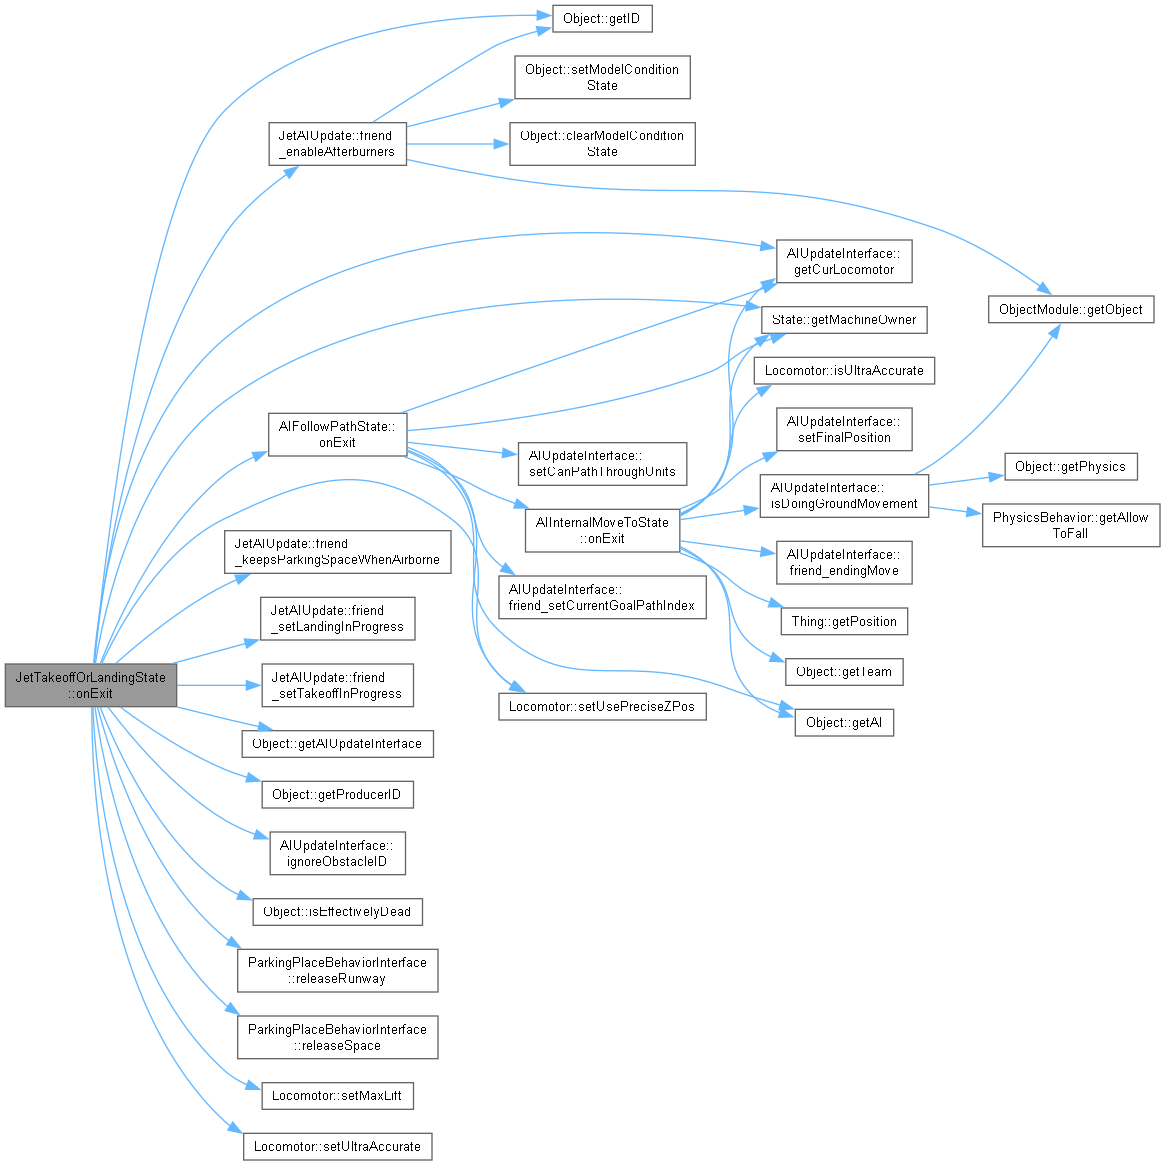 Object::getID
Object::setModelCondition
State
JetAIUpdate::friend
_enableAfterburners
Object::clearModelCondition
State
AIUpdateInterface::
getCurLocomotor
ObjectModule::getObject
State::getMachineOwner
Locomotor::isUltraAccurate
AIUpdateInterface::
setFinalPosition
AIFollowPathState::
onExit
AIUpdateInterface::
setCanPathThroughUnits
Object::getPhysics
AIUpdateInterface::
isDoingGroundMovement
PhysicsBehavior::getAllow
ToFall
AIInternalMoveToState
::onExit
JetAIUpdate::friend
_keepsParkingSpaceWhenAirborne
AIUpdateInterface::
friend_endingMove
AIUpdateInterface::
friend_setCurrentGoalPathIndex
JetAIUpdate::friend
_setLandingInProgress
Thing::getPosition
JetTakeoffOrLandingState
::onExit
JetAIUpdate::friend
_setTakeoffInProgress
Object::getTeam
Locomotor::setUsePreciseZPos
Object::getAI
Object::getAIUpdateInterface
Object::getProducerID
AIUpdateInterface::
ignoreObstacleID
Object::isEffectivelyDead
ParkingPlaceBehaviorInterface
::releaseRunway
ParkingPlaceBehaviorInterface
::releaseSpace
Locomotor::setMaxLift
Locomotor::setUltraAccurate